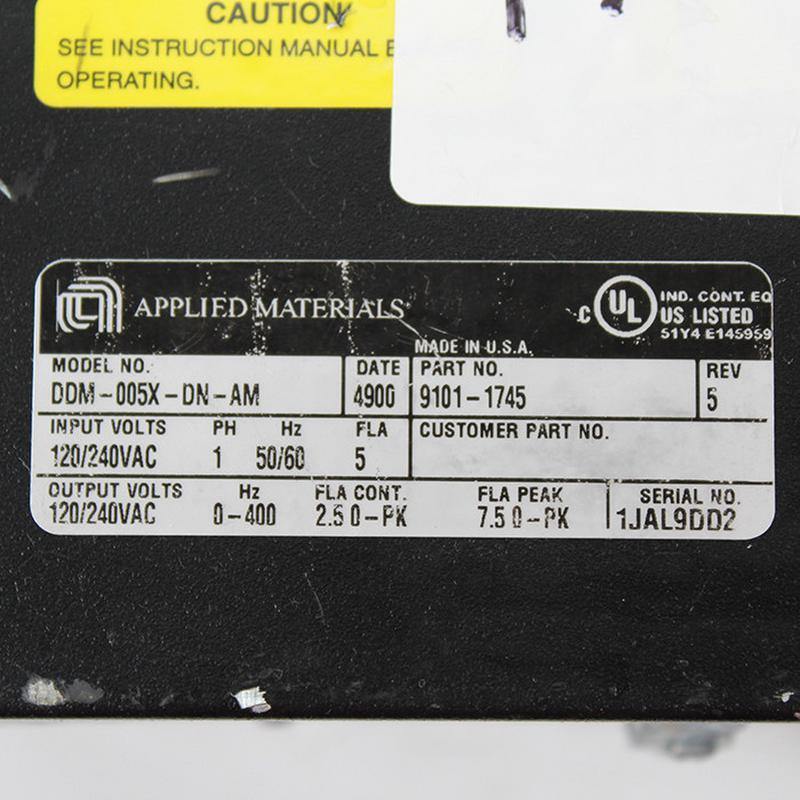 CAUTION
SEE INSTRUCTION MANUAL
OPERATING.
APPLIED MATERIALS
C UL IND. CONT. EQ
US LISTED
51Y4 E145959
MADE IN U.S.A.
MODEL NO. DATE PART NO. REV
DDM-005X-DN-AM 4900 9101-1745 5
INPUT VOLTS PH Hz FLA CUSTOMER PART NO.
120/240VAC 1 50/60 5
OUTPUT VOLTS Hz FLA CONT. FLA PEAK SERIAL NO.
120/240VAC 0-400 2.5 0-PK 7.5 0-PK 1JAL9DD2